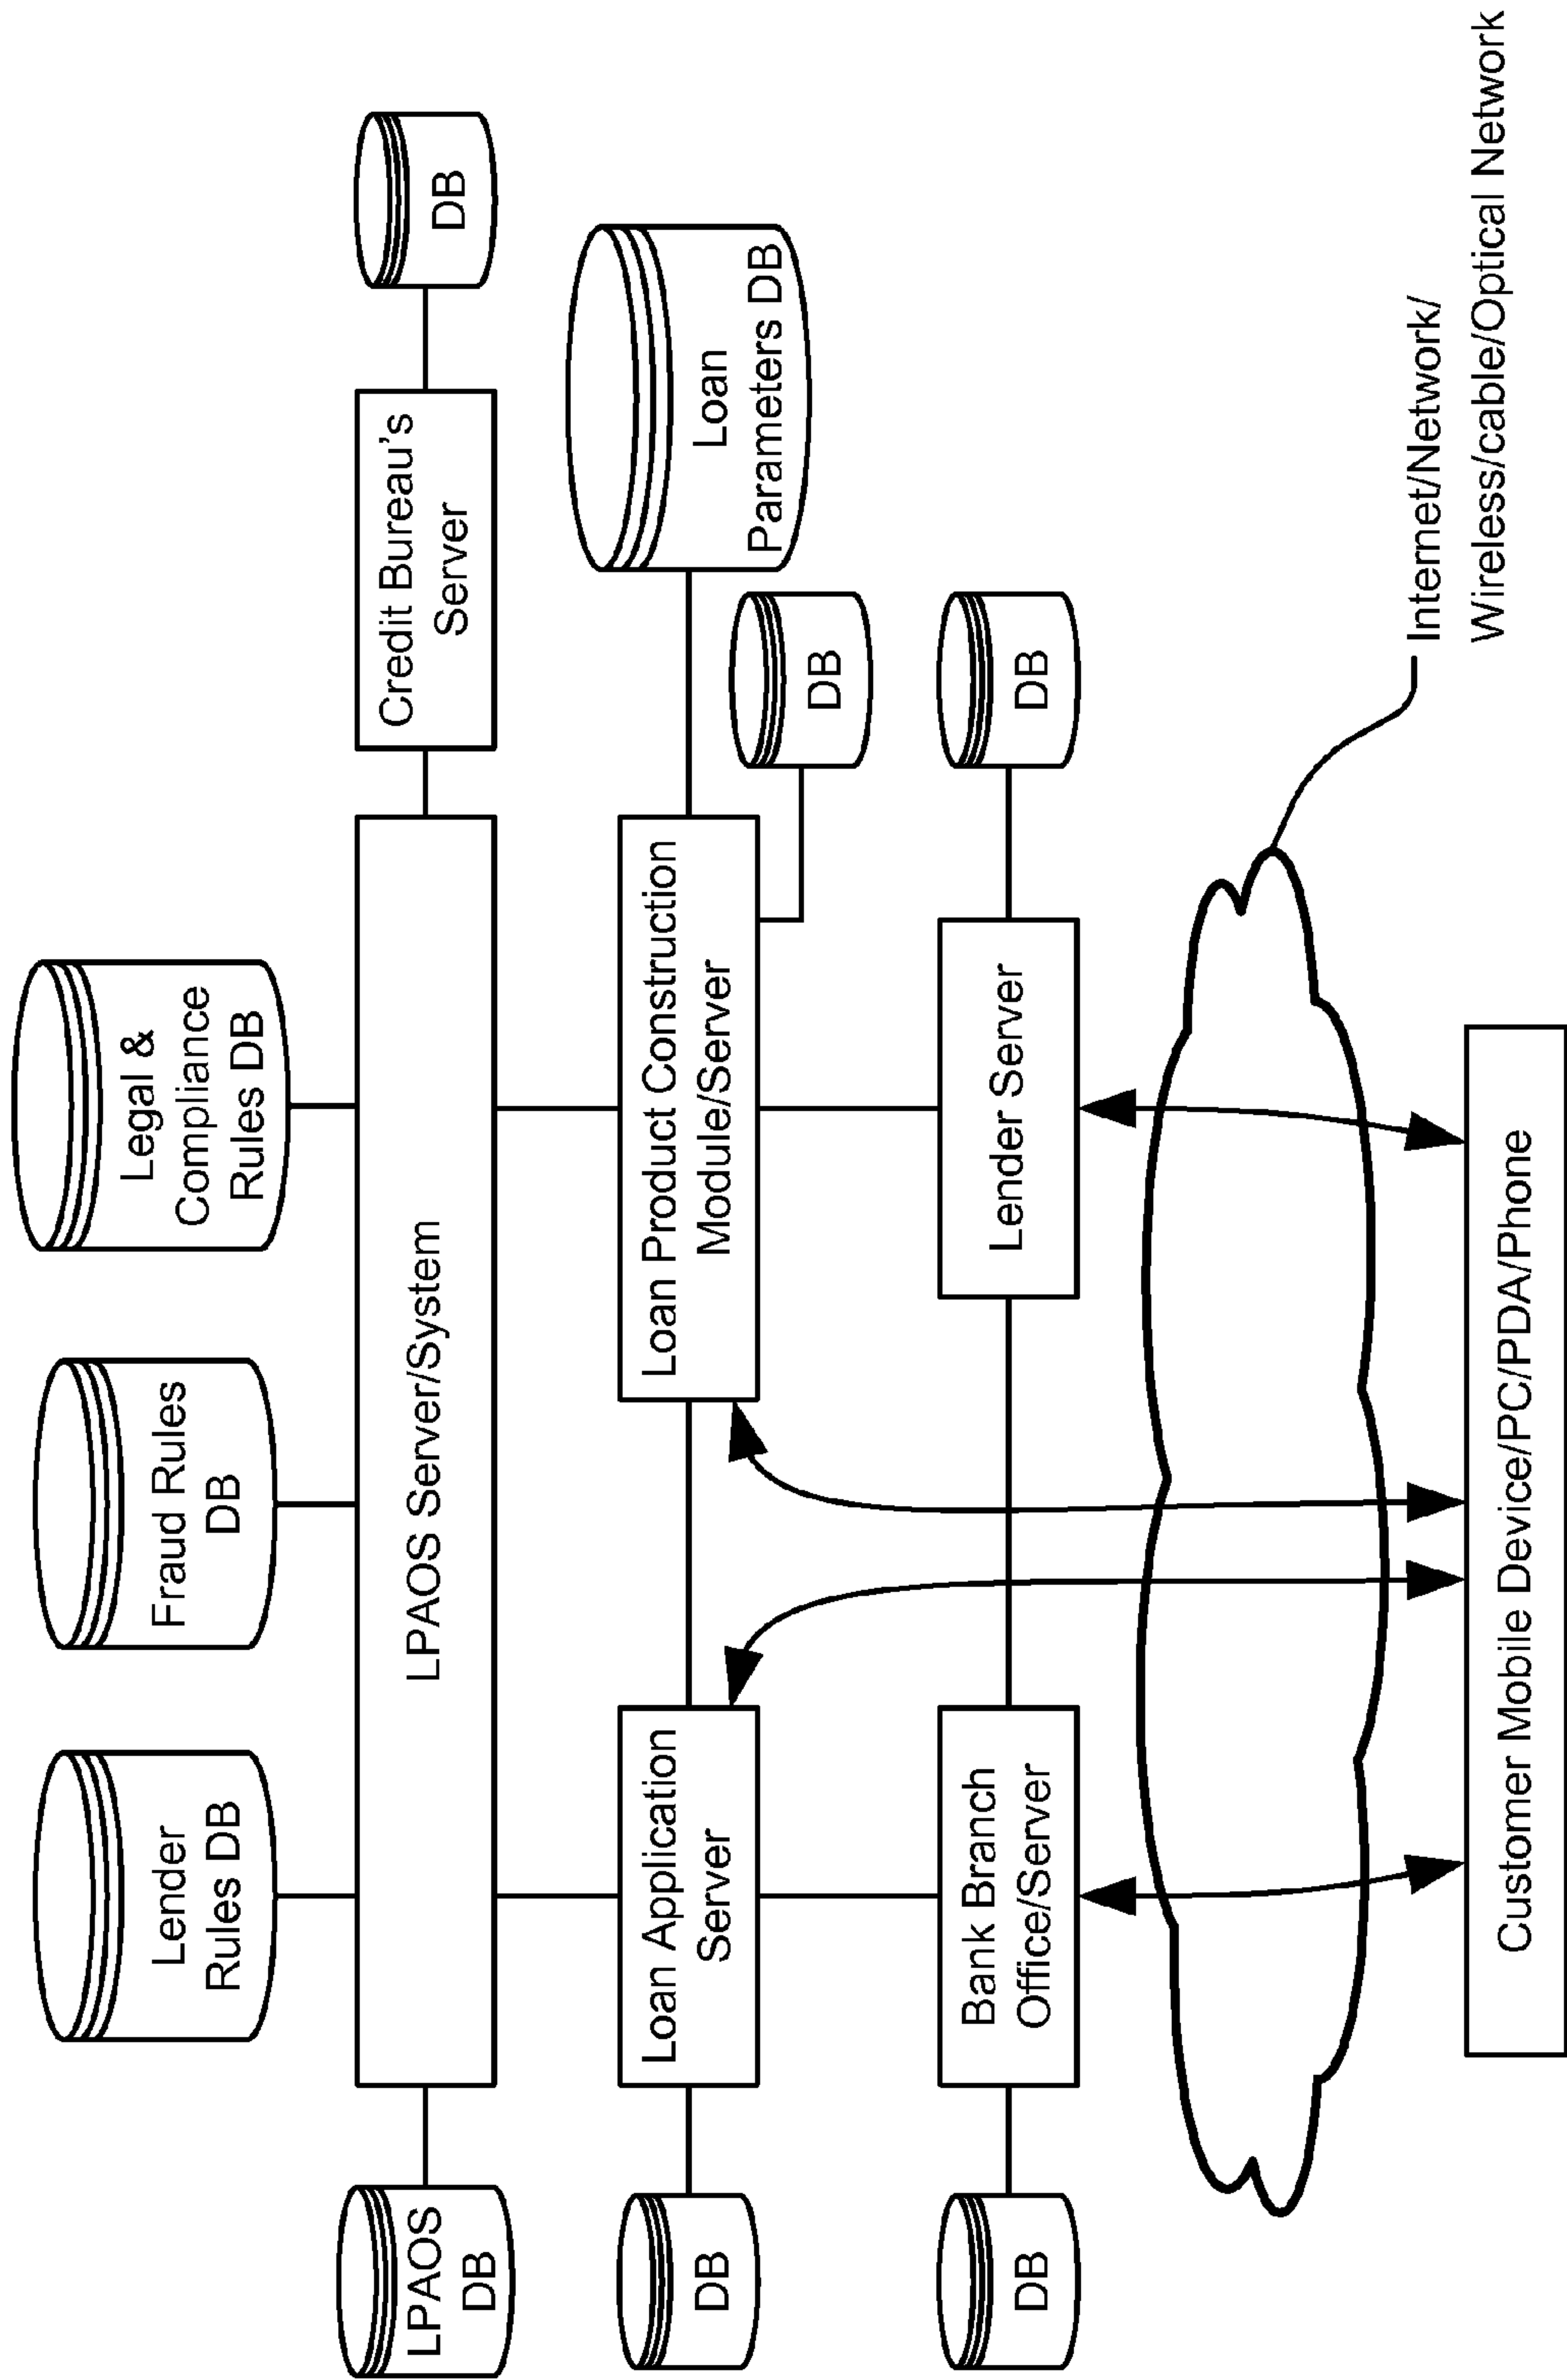 Lender
Rules DB
Fraud Rules
DB
Legal &
Compliance
Rules DB
LPAOS
DB
LPAOS Server/System
Credit Bureau's
Server
DB
DB
Loan Application
Server
Loan Product Construction
Module/Server
Loan
Parameters DB
DB
DB
Bank Branch
Office/Server
Lender Server
DB
Internet/Network/
Wireless/cable/Optical Network
Customer Mobile Device/PC/PDA/Phone